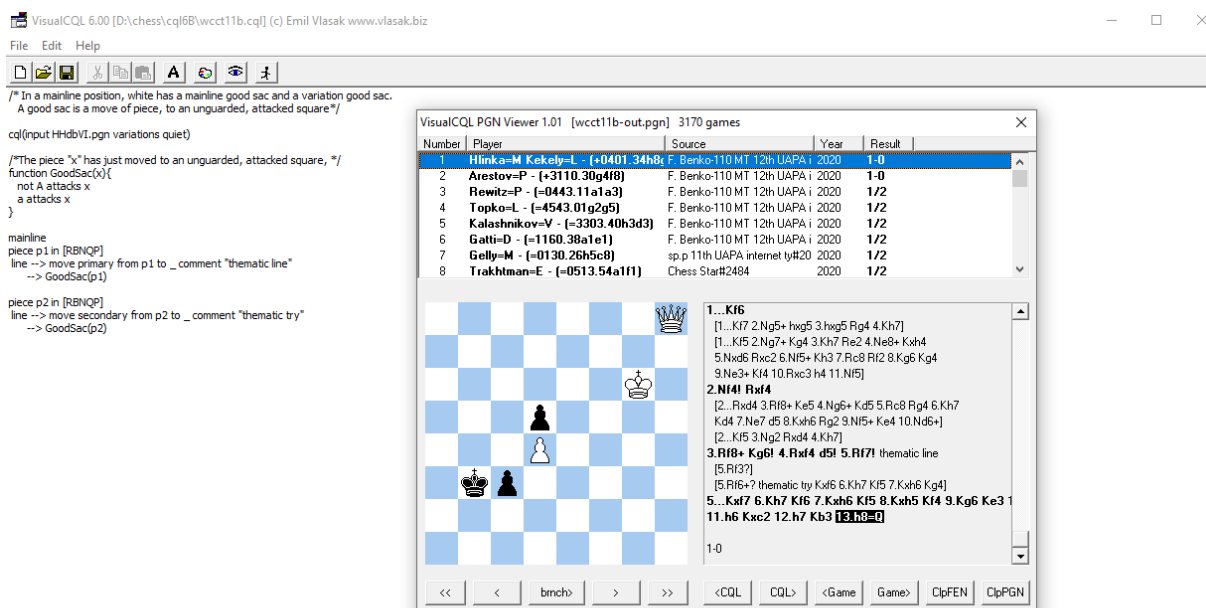 VisualCQL 6.00 [D:\chess\cql6B\wcct11b.cql] (c) Emil Vlasak www.vlasak.biz
File Edit Help
A
/* In a mainline position, white has a mainline good sac and a variation good sac.
A good sac is a move of piece, to an unguarded, attacked square*/
cql(input HHdbVI.pgn variations quiet)
/*The piece "x" has just moved to an unguarded, attacked square, */
function GoodSac(x){
not A attacks x
a attacks x
}
mainline
piece p1 in [RBNQP]
line --> move primary from p1 to _ comment "thematic line"
--> GoodSac(p1)
piece p2 in [RBNQP]
line --> move secondary from p2 to _ comment "thematic try"
--> GoodSac(p2)
VisualCQL PGN Viewer 1.01 [wcct11b-out.pgn] 3170 games
Number Player Source Year Result
1 Hlinka=M Kekely=L - (+0401.34h8g F. Benko-110 MT 12th UAPA i 2020 1-0
2 Arestov=P - (+3110.30g4f8) F. Benko-110 MT 12th UAPA i 2020 1-0
3 Rewitz=P - (=0443.11a1a3) F. Benko-110 MT 12th UAPA i 2020 1/2
4 Topko=L - (=4543.01g2g5) F. Benko-110 MT 12th UAPA i 2020 1/2
5 Kalashnikov=V - (=3303.40h3d3) F. Benko-110 MT 12th UAPA i 2020 1/2
6 Gatti=D - (=1160.38a1e1) F. Benko-110 MT 12th UAPA i 2020 1/2
7 Gelly=M - (=0130.26h5c8) sp.p 11th UAPA internet ty#20 2020 1/2
8 Trakhtman=E - (=0513.54a1f1) Chess Star#2484 2020 1/2
1...Kf6
[1...Kf7 2.Ng5+ hxg5 3.hxg5 Rg4 4.Kh7]
[1...Kf5 2.Ng7+ Kg4 3.Kh7 Re2 4.Ne8+ Kxh4
5.Nxd6 Rxc2 6.Nf5+ Kh3 7.Rc8 Rf2 8.Kg6 Kg4
9.Ne3+ Kf4 10.Rxc3 h4 11.Nf5]
2.Nf4! Rxf4
[2...Rxd4 3.Rf8+ Ke5 4.Ng6+ Kd5 5.Rc8 Rg4 6.Kh7
Kd4 7.Ne7 d5 8.Kxh6 Rg2 9.Nf5+ Ke4 10.Nd6+]
[2...Kf5 3.Ng2 Rxd4 4.Kh7]
3.Rf8+ Kg6! 4.Rxf4 d5! 5.Rf7! thematic line
[5.Rf3?]
[5.Rf6+? thematic try Kxf6 6.Kh7 Kf5 7.Kxh6 Kg4]
5...Kxf7 6.Kh7 Kf6 7.Kxh6 Kf5 8.Kxh5 Kf4 9.Kg6 Ke3 1
11.h6 Kxc2 12.h7 Kb3 13.h8=Q
1-0
<< < brnch> > >> <CQL CQL> <Game Game> ClpFEN ClpPGN